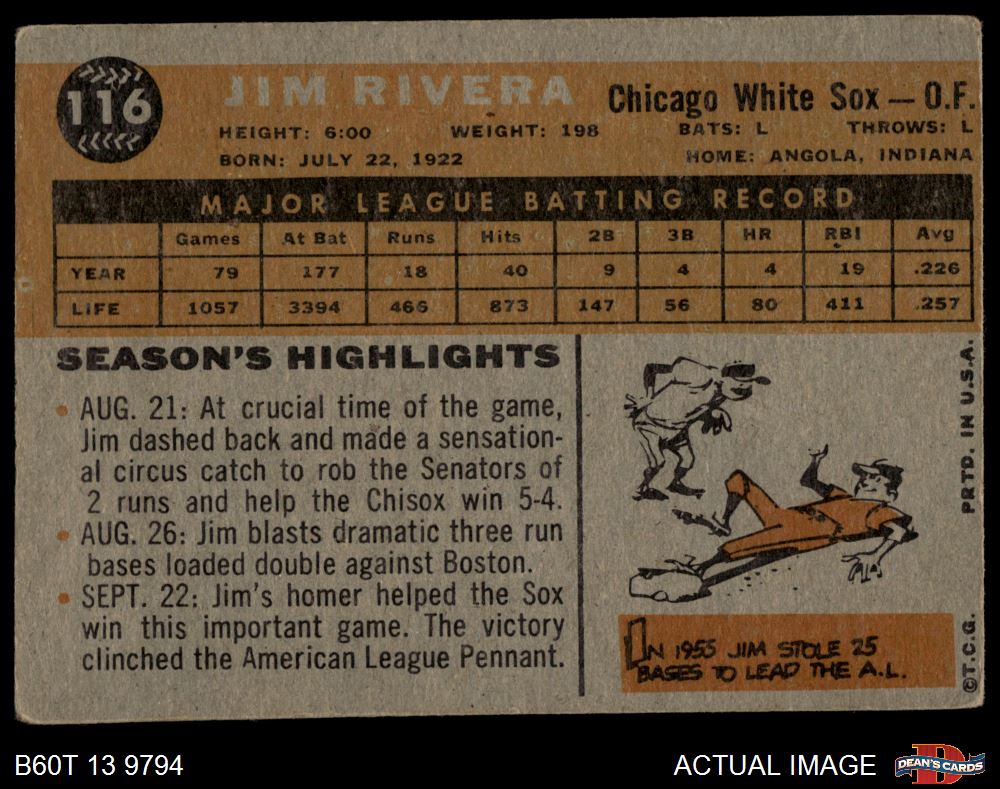 116
JIM RIVERA
Chicago White Sox — O.F.
HEIGHT: 6:00 WEIGHT: 198 BATS: L THROWS: L
BORN: JULY 22, 1922 HOME: ANGOLA, INDIANA
MAJOR LEAGUE BATTING RECORD
Games At Bat Runs Hits 2B 3B HR RBI Avg
YEAR 79 177 18 40 9 4 4 19 .226
LIFE 1057 3394 466 873 147 56 80 411 .257
SEASON'S HIGHLIGHTS
• AUG. 21: At crucial time of the game,
Jim dashed back and made a sensation-
al circus catch to rob the Senators of
2 runs and help the Chisox win 5-4.
• AUG. 26: Jim blasts dramatic three run
bases loaded double against Boston.
• SEPT. 22: Jim's homer helped the Sox
win this important game. The victory
clinched the American League Pennant.
IN 1955 JIM STOLE 25
BASES TO LEAD THE A.L.
PRTD. IN U.S.A.
©T.C.G.
B60T 13 9794
ACTUAL IMAGE
D
DEAN'S CARDS